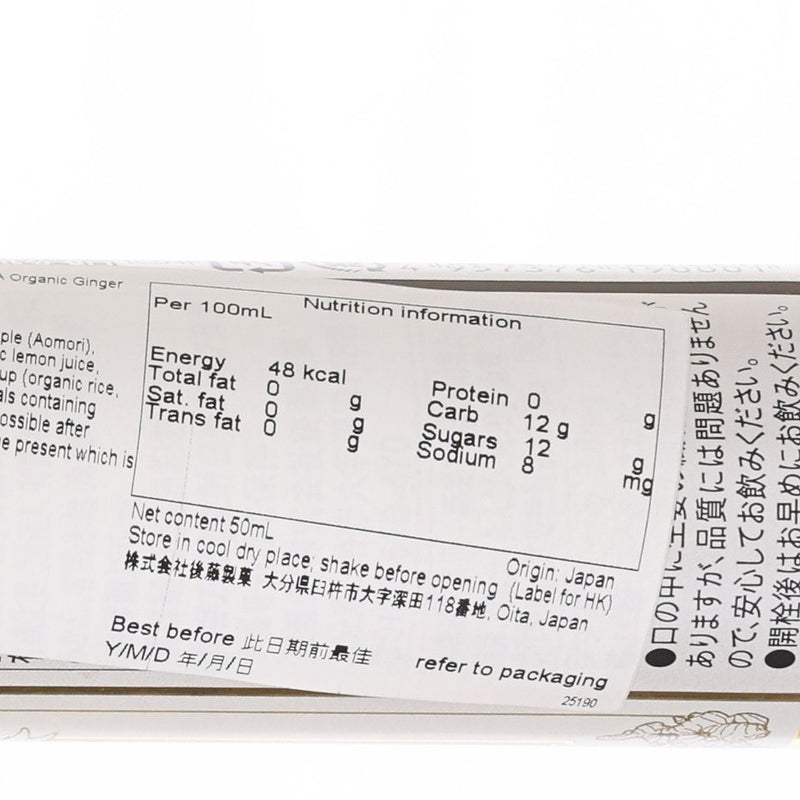 A Organic Ginger
ple (Aomori),
c lemon juice,
up (organic rice,
als containing
ossible after
e present which is
Per 100mL Nutrition information
Energy 48 kcal
Total fat 0 g
Sat. fat 0 g
Trans fat 0 g
Protein 0 g
Carb 12 g
Sugars 12 g
Sodium 8 mg
Net content 50mL
Origin: Japan
Store in cool dry place; shake before opening (Label for HK)
株式会社後藤製菓 大分県臼杵市大字深田118番地, Oita, Japan
Best before 此日期前最佳 refer to packaging
Y/M/D 年/月/日
25190
ありますが、品質には問題ありません
ので、安心してお飲みください。
●開栓後はお早めにお飲みください。